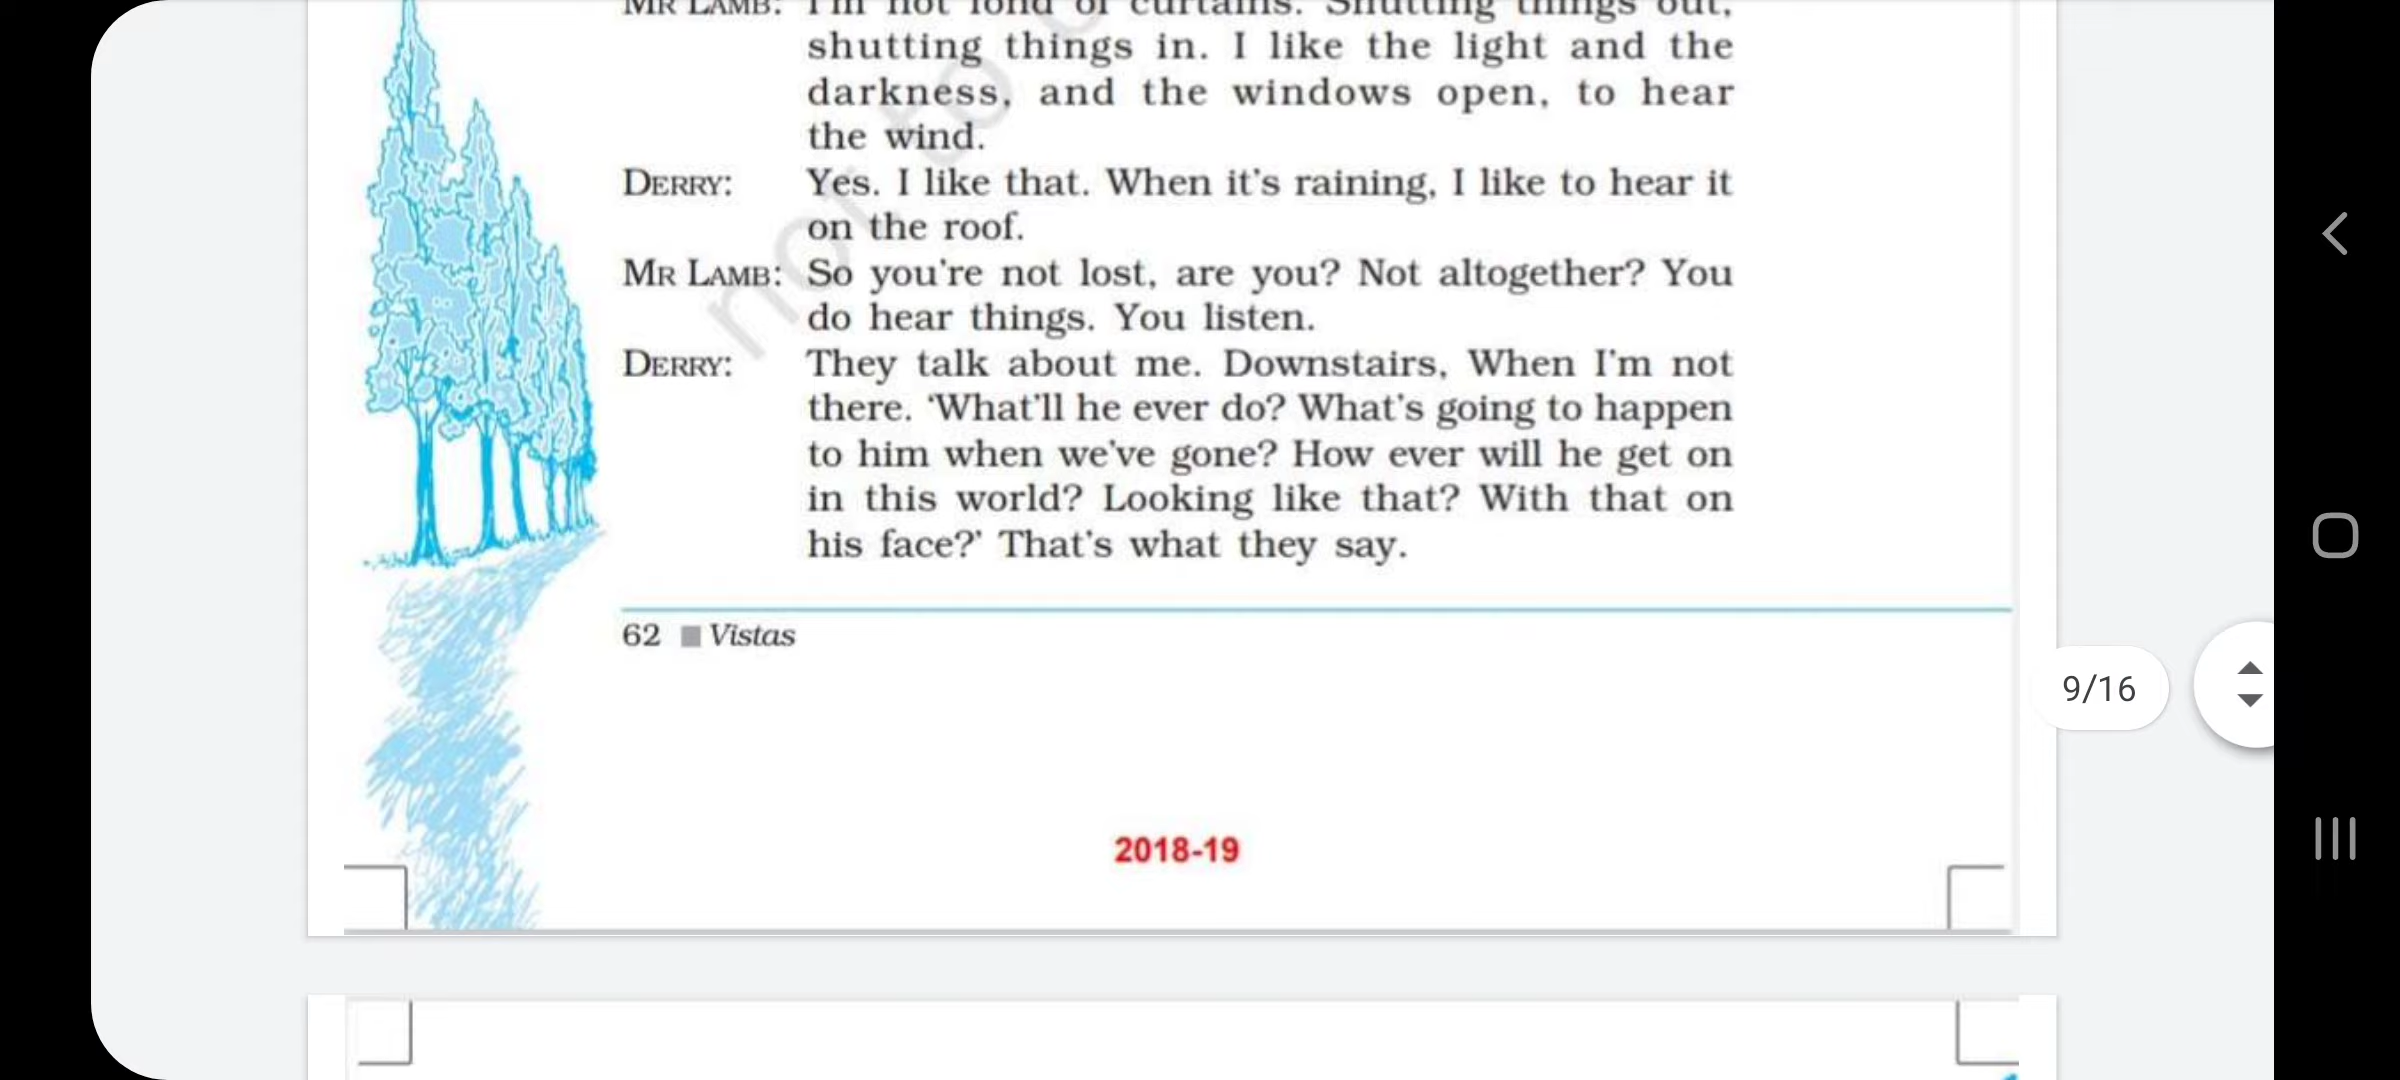 MR LAMB: I'm not fond of curtains. Shutting things out,
shutting things in. I like the light and the
darkness, and the windows open, to hear
the wind.
DERRY: Yes. I like that. When it's raining, I like to hear it
on the roof.
MR LAMB: So you're not lost, are you? Not altogether? You
do hear things. You listen.
DERRY: They talk about me. Downstairs, When I'm not
there. ‘What'll he ever do? What's going to happen
to him when we've gone? How ever will he get on
in this world? Looking like that? With that on
his face?’ That's what they say.
62 ■ Vistas
9/16
2018-19
not to